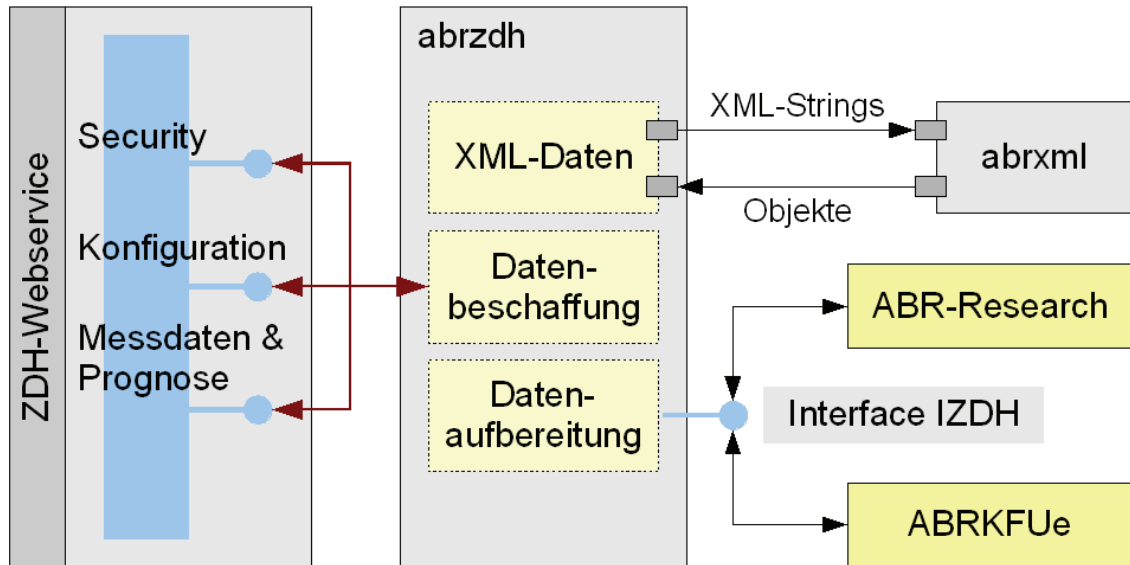 ZDH-Webservice
Security
Konfiguration
Messdaten &
Prognose
abrzdh
XML-Daten
Daten-
beschaffung
Daten-
aufbereitung
XML-Strings
Objekte
abrxml
ABR-Research
Interface IZDH
ABRKFUe